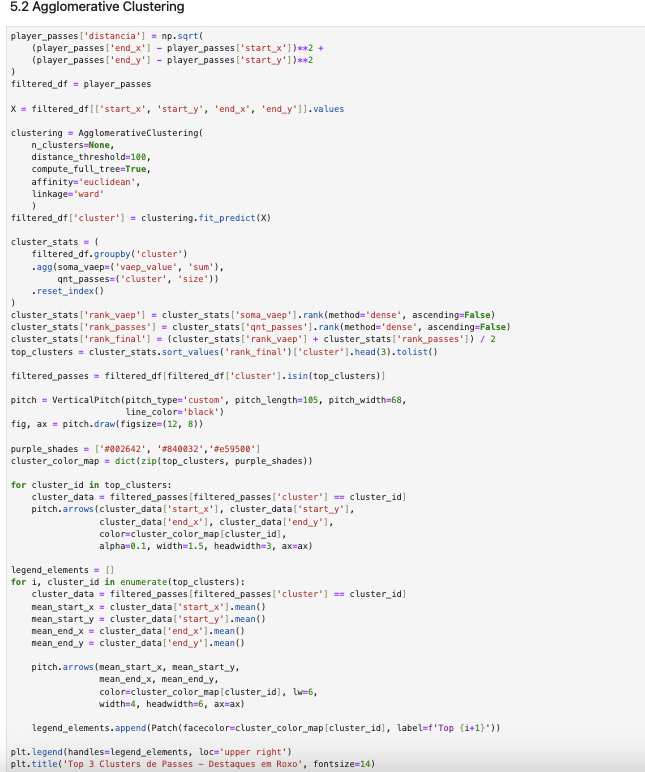 5.2 Agglomerative Clustering
player_passes['distancia'] = np.sqrt(
    (player_passes['end_x'] - player_passes['start_x'])**2 +
    (player_passes['end_y'] - player_passes['start_y'])**2
)
filtered_df = player_passes

X = filtered_df[['start_x', 'start_y', 'end_x', 'end_y']].values

clustering = AgglomerativeClustering(
    n_clusters=None,
    distance_threshold=100,
    compute_full_tree=True,
    affinity='euclidean',
    linkage='ward'
    )
filtered_df['cluster'] = clustering.fit_predict(X)

cluster_stats = (
    filtered_df.groupby('cluster')
    .agg(soma_vaep=('vaep_value', 'sum'),
         qnt_passes=('cluster', 'size'))
    .reset_index()
)
cluster_stats['rank_vaep'] = cluster_stats['soma_vaep'].rank(method='dense', ascending=False)
cluster_stats['rank_passes'] = cluster_stats['qnt_passes'].rank(method='dense', ascending=False)
cluster_stats['rank_final'] = (cluster_stats['rank_vaep'] + cluster_stats['rank_passes']) / 2
top_clusters = cluster_stats.sort_values('rank_final')['cluster'].head(3).tolist()

filtered_passes = filtered_df[filtered_df['cluster'].isin(top_clusters)]

pitch = VerticalPitch(pitch_type='custom', pitch_length=105, pitch_width=68,
                      line_color='black')
fig, ax = pitch.draw(figsize=(12, 8))

purple_shades = ['#002642', '#840032','#e59500']
cluster_color_map = dict(zip(top_clusters, purple_shades))

for cluster_id in top_clusters:
    cluster_data = filtered_passes[filtered_passes['cluster'] == cluster_id]
    pitch.arrows(cluster_data['start_x'], cluster_data['start_y'],
                 cluster_data['end_x'], cluster_data['end_y'],
                 color=cluster_color_map[cluster_id],
                 alpha=0.1, width=1.5, headwidth=3, ax=ax)

legend_elements = []
for i, cluster_id in enumerate(top_clusters):
    cluster_data = filtered_passes[filtered_passes['cluster'] == cluster_id]
    mean_start_x = cluster_data['start_x'].mean()
    mean_start_y = cluster_data['start_y'].mean()
    mean_end_x = cluster_data['end_x'].mean()
    mean_end_y = cluster_data['end_y'].mean()

    pitch.arrows(mean_start_x, mean_start_y,
                 mean_end_x, mean_end_y,
                 color=cluster_color_map[cluster_id], lw=6,
                 width=4, headwidth=6, ax=ax)

    legend_elements.append(Patch(facecolor=cluster_color_map[cluster_id], label=f'Top {i+1}'))

plt.legend(handles=legend_elements, loc='upper right')
plt.title('Top 3 Clusters de Passes — Destaques em Roxo', fontsize=14)